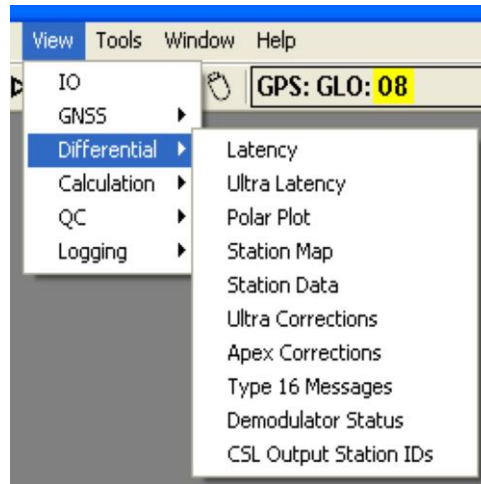 View Tools Window Help
GPS: GLO: 08
IO
GNSS
Differential
Calculation
QC
Logging
Latency
Ultra Latency
Polar Plot
Station Map
Station Data
Ultra Corrections
Apex Corrections
Type 16 Messages
Demodulator Status
CSL Output Station IDs